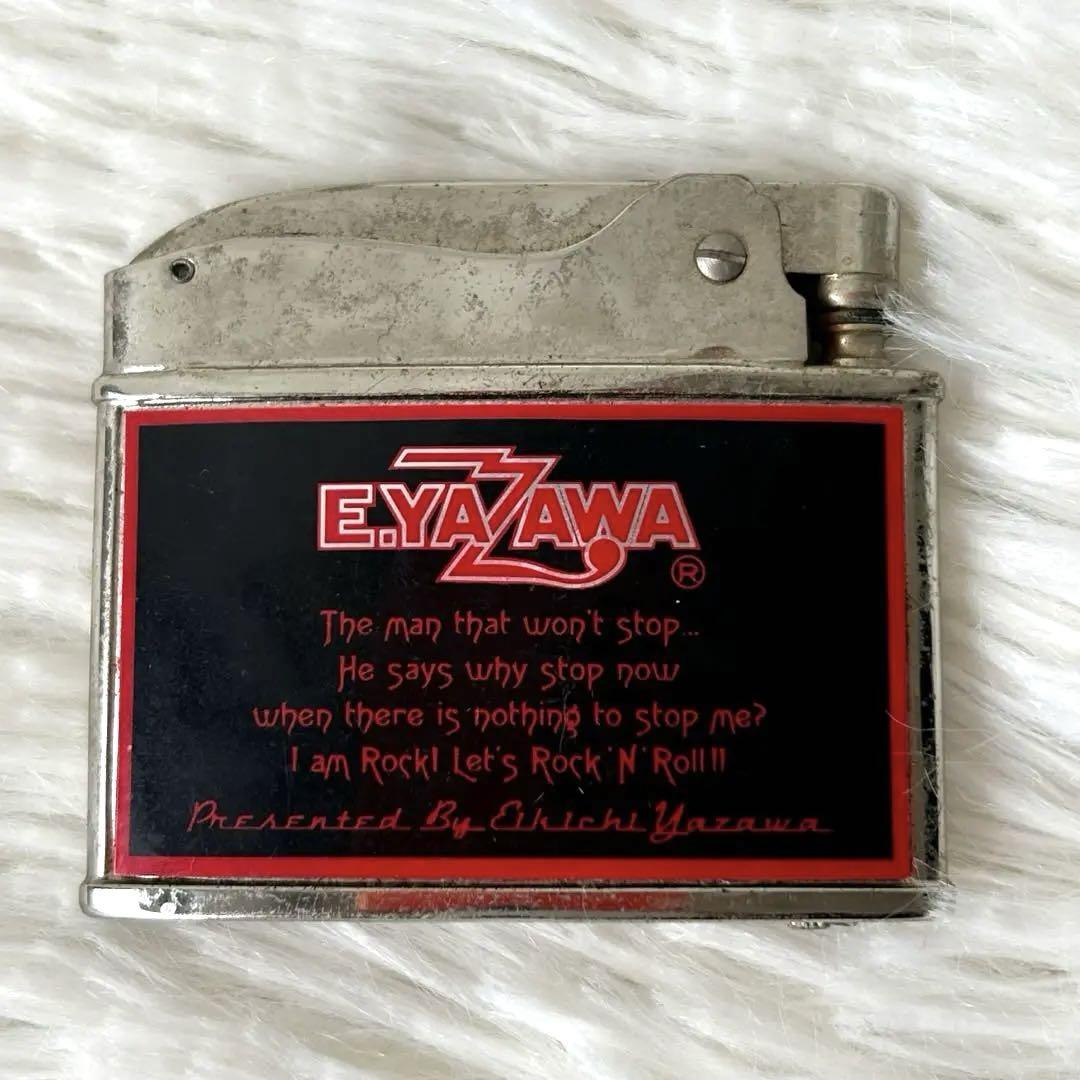 E.YAZAWA ®
The man that won't stop...
He says why stop now
when there is nothing to stop me?
I am Rock! Let's Rock 'N' Roll!!
Presented By Eikichi Yazawa